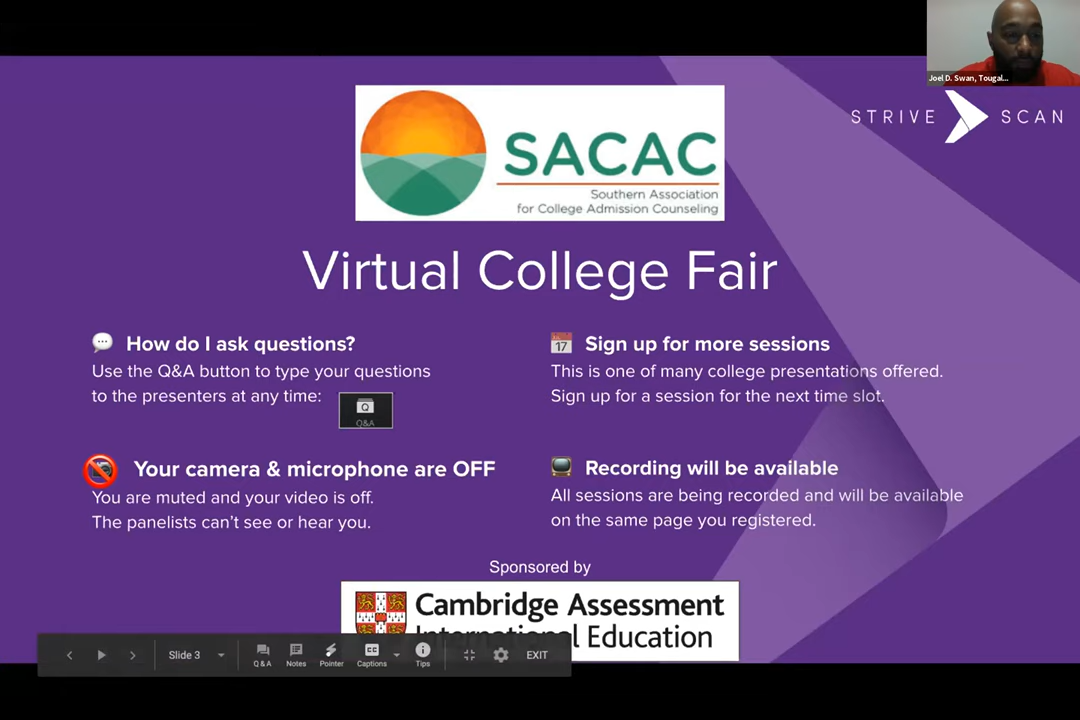 Joel D. Swan, Tougal...
STRIVE SCAN
SACAC
Southern Association
for College Admission Counseling
Virtual College Fair
How do I ask questions?
Use the Q&A button to type your questions
to the presenters at any time:
Q
Q&A
17
Sign up for more sessions
This is one of many college presentations offered.
Sign up for a session for the next time slot.
Your camera & microphone are OFF
You are muted and your video is off.
The panelists can't see or hear you.
Recording will be available
All sessions are being recorded and will be available
on the same page you registered.
Sponsored by
Cambridge Assessment
International Education
Slide 3
Q & A
Notes
Pointer
CC
Captions
Tips
EXIT